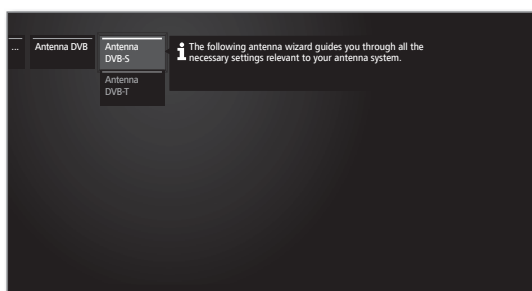 ...
Antenna DVB
Antenna
DVB-S
Antenna
DVB-T
The following antenna wizard guides you through all the
necessary settings relevant to your antenna system.